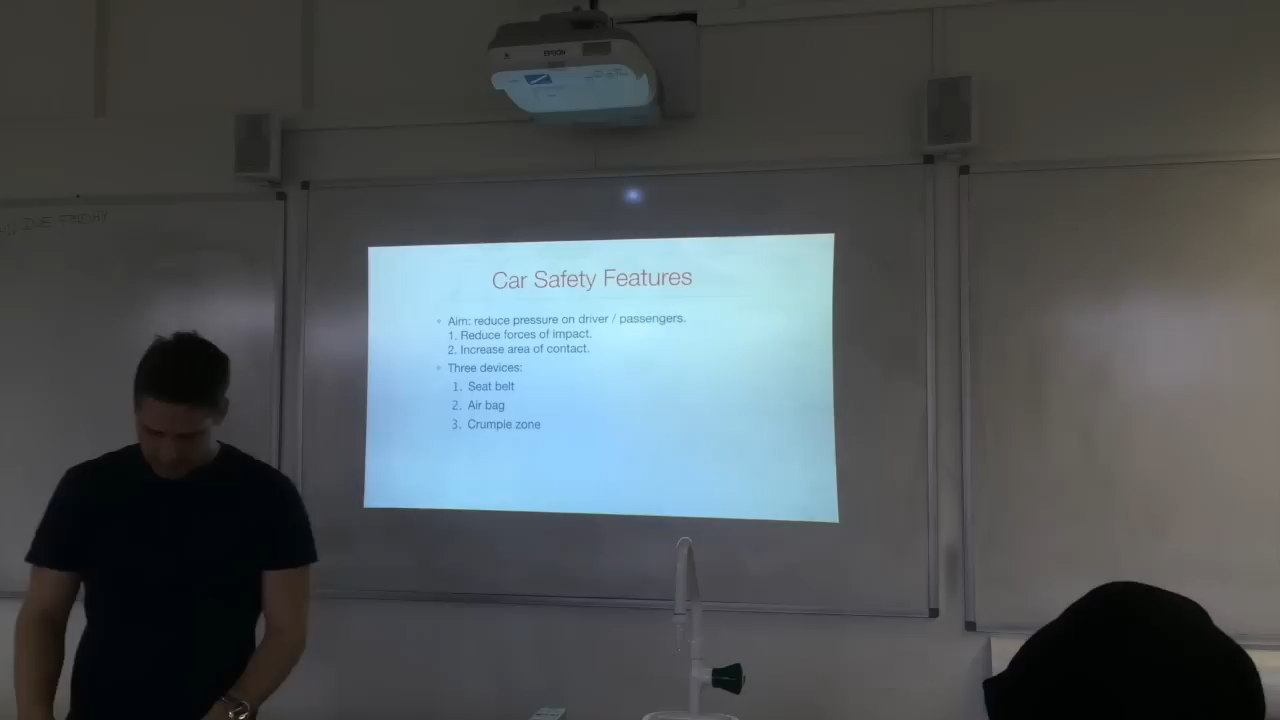 EPSON
Car Safety Features
Aim: reduce pressure on driver / passengers.
1. Reduce forces of impact.
2. Increase area of contact.
Three devices:
1. Seat belt
2. Air bag
3. Crumple zone